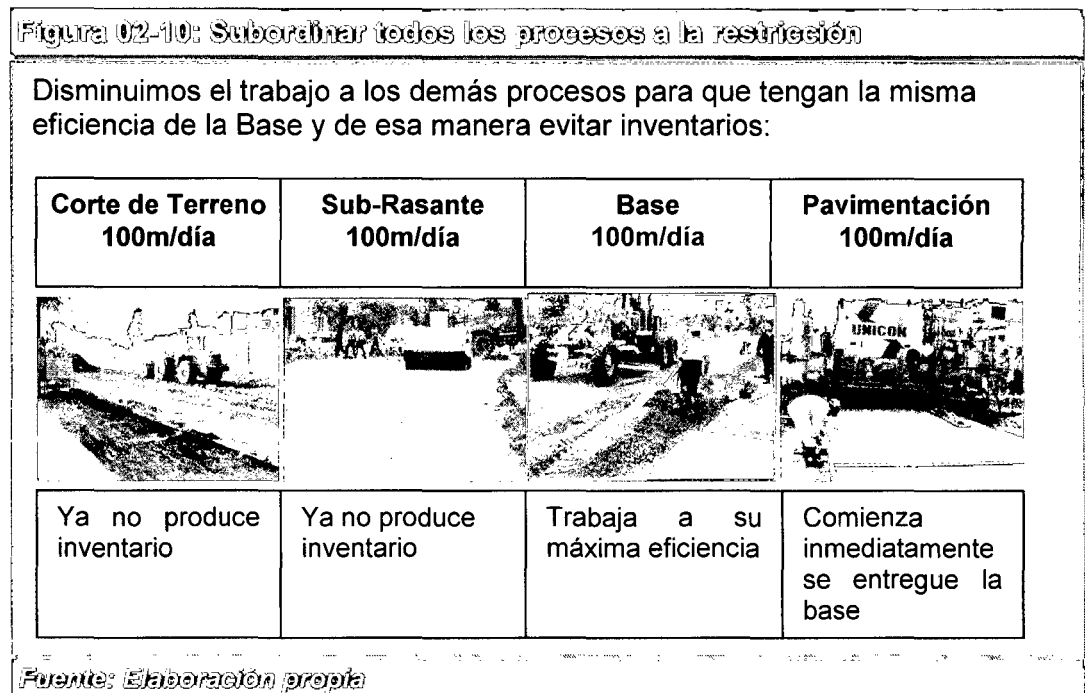 Figura 02-10: Subordinar todos los procesos a la restricción
Disminuimos el trabajo a los demás procesos para que tengan la misma
eficiencia de la Base y de esa manera evitar inventarios:
Corte de Terreno
100m/día
Sub-Rasante
100m/día
Base
100m/día
Pavimentación
100m/día
UNICON
Ya no produce
inventario
Ya no produce
inventario
Trabaja a su
máxima eficiencia
Comienza
inmediatamente
se entregue la
base
Fuente: Elaboración propia